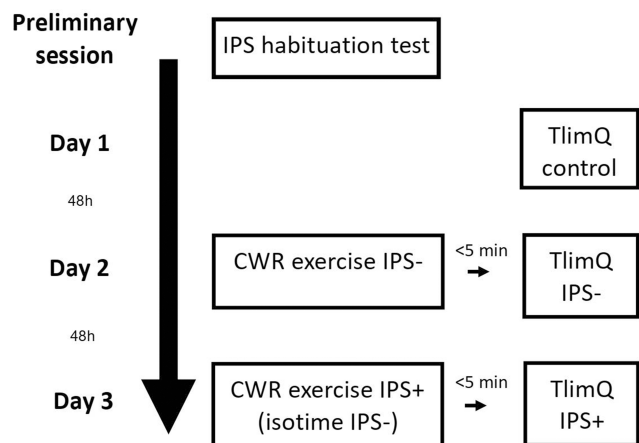 Preliminary
session
IPS habituation test
Day 1
TlimQ
control
48h
Day 2
CWR exercise IPS-
<5 min
TlimQ
IPS-
48h
Day 3
CWR exercise IPS+
(isotime IPS-)
<5 min
TlimQ
IPS+